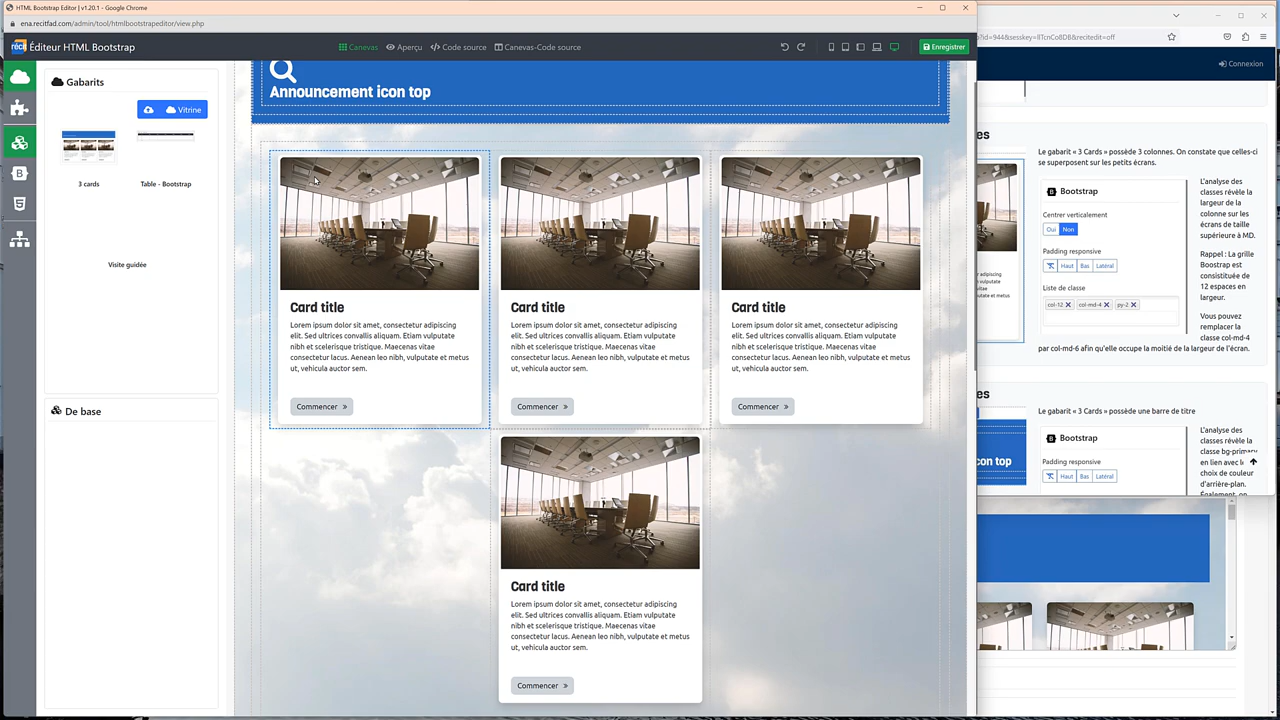 HTML Bootstrap Editor | v1.20.1 - Google Chrome
ena.recitfad.com/admin/tool/htmlbootstrapeditor/view.php
récit Éditeur HTML Bootstrap
Canevas
Aperçu
Code source
Canevas-Code source
Enregistrer
Gabarits
Vitrine
3 cards
Table - Bootstrap
Visite guidée
De base
Announcement icon top
Card title
Lorem ipsum dolor sit amet, consectetur adipiscing
elit. Sed ultrices convallis aliquam. Etiam vulputate
nibh et scelerisque tristique. Maecenas vitae
consectetur lacus. Aenean leo nibh, vulputate et metus
ut, vehicula auctor sem.
Commencer »
Card title
Lorem ipsum dolor sit amet, consectetur adipiscing
elit. Sed ultrices convallis aliquam. Etiam vulputate
nibh et scelerisque tristique. Maecenas vitae
consectetur lacus. Aenean leo nibh, vulputate et metus
ut, vehicula auctor sem.
Commencer »
Card title
Lorem ipsum dolor sit amet, consectetur adipiscing
elit. Sed ultrices convallis aliquam. Etiam vulputate
nibh et scelerisque tristique. Maecenas vitae
consectetur lacus. Aenean leo nibh, vulputate et metus
ut, vehicula auctor sem.
Commencer »
Card title
Lorem ipsum dolor sit amet, consectetur adipiscing
elit. Sed ultrices convallis aliquam. Etiam vulputate
nibh et scelerisque tristique. Maecenas vitae
consectetur lacus. Aenean leo nibh, vulputate et metus
ut, vehicula auctor sem.
Commencer »
Connexion
es
Le gabarit « 3 Cards » possède 3 colonnes. On constate que celles-ci
se superposont sur les petits écrans.
Bootstrap
Centrer verticalement
Oui Non
Padding responsive
Haut Bas Latéral
Liste de classe
col-12 col-md-4 py-2
L'analyse des
classes révèle la
largeur de la
colonne sur les
écrans de taille
supérieure à MD.
Rappel : La grille
Boostrap est
consistituée de
12 espaces en
largeur.
Vous pouvez
remplacer la
classe col-md-4
par col-md-6 afin qu'elle occupe la moitié de la largeur de l'écran.
es
Le gabarit « 3 Cards » possède une barre de titre
con top
Bootstrap
Padding responsive
Haut Bas Latéral
L'analyse des
classes révèle la
classe bg-primary
en lien avec
choix de couleur
d'arrière-plan.